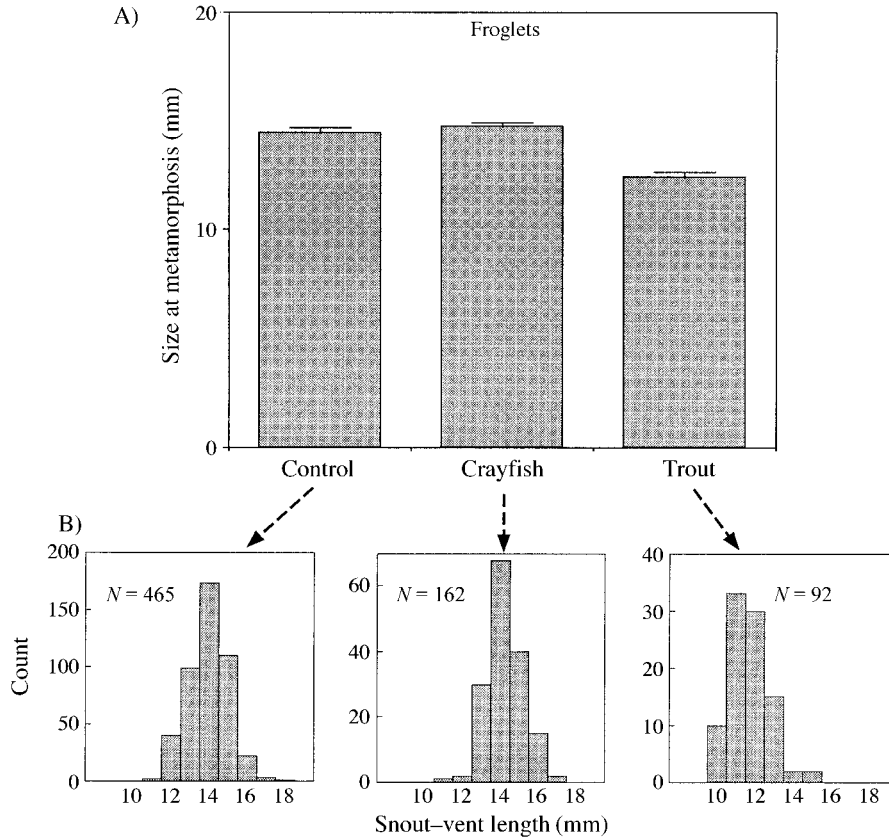 A)
Froglets
Size at metamorphosis (mm)
20
10
0
Control Crayfish Trout
B)
Count
200
150
100
50
0
N = 465
10 12 14 16 18
60
40
20
0
N = 162
10 12 14 16 18
40
30
20
10
0
N = 92
10 12 14 16 18
Snout–vent length (mm)